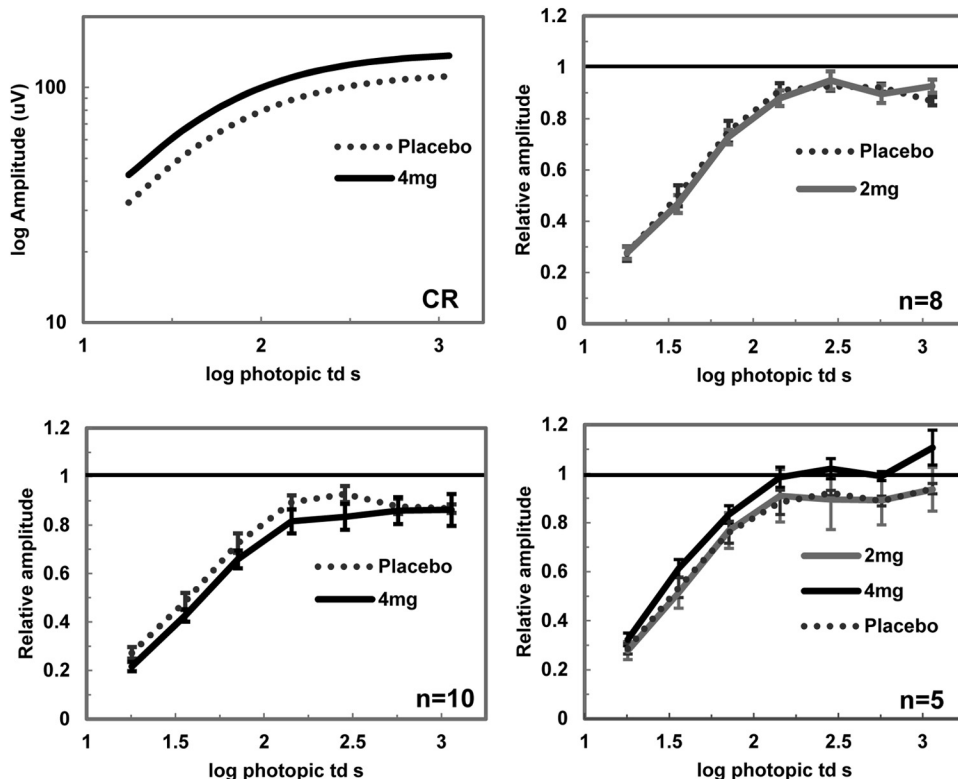 log Amplitude (uV)
100
10
Placebo
4mg
CR
1
2
3
log photopic td s
Relative amplitude
1.2
1
0.8
0.6
0.4
0.2
0
Placebo
2mg
n=8
1 1.5 2 2.5 3
log photopic td s
Relative amplitude
1.2
1
0.8
0.6
0.4
0.2
0
Placebo
4mg
n=10
1 1.5 2 2.5 3
log photopic td s
Relative amplitude
1.2
1
0.8
0.6
0.4
0.2
0
2mg
4mg
Placebo
n=5
1 1.5 2 2.5 3
log photopic td s